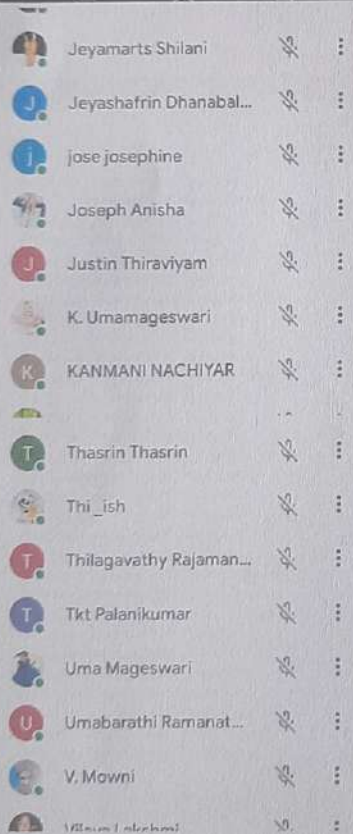 Jeyamarts Shilani
J Jeyashafrin Dhanabal...
j jose josephine
Joseph Anisha
J Justin Thiraviyam
K. Umamageswari
K KANMANI NACHIYAR
T Thasrin Thasrin
Thi_ish
T Thilagavathy Rajaman...
T Tkt Palanikumar
Uma Mageswari
U Umabarathi Ramanat...
V. Mowni